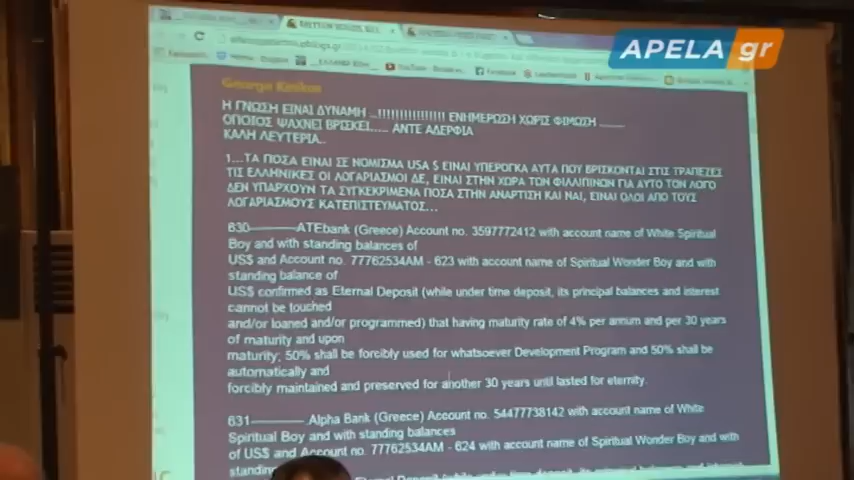 APELA gr
YouTube
Facebook
George
Η ΓΝΩΣΗ ΕΙΝΑΙ ΔΥΝΑΜΗ ...!!!!!!!!!!!!!!!! ΕΝΗΜΕΡΩΣΗ ΧΩΡΙΣ ΦΙΜΩΣΗ .......
ΟΠΟΙΟΣ ΨΑΧΝΕΙ ΒΡΙΣΚΕΙ..... ΑΝΤΕ ΑΔΕΡΦΙΑ
ΚΑΛΗ ΛΕΥΤΕΡΙΑ..
1....ΤΑ ΠΟΣΑ ΕΙΝΑΙ ΣΕ ΝΟΜΙΣΜΑ USA $ ΕΙΝΑΙ ΥΠΕΡΟΓΚΑ ΑΥΤΑ ΠΟΥ ΒΡΙΣΚΟΝΤΑΙ ΣΤΙΣ ΤΡΑΠΕΖΕΣ
ΤΙΣ ΕΛΛΗΝΙΚΕΣ ΟΙ ΛΟΓΑΡΙΑΣΜΟΙ ΔΕ, ΕΙΝΑΙ ΣΤΗΝ ΧΩΡΑ ΤΩΝ ΦΙΛΛΙΠΙΝΩΝ ΓΙΑ ΑΥΤΟ ΤΟΝ ΛΟΓΟ
ΔΕΝ ΥΠΑΡΧΟΥΝ ΤΑ ΣΥΓΚΕΚΡΙΜΕΝΑ ΠΟΣΑ ΣΤΗΝ ΑΝΑΡΤΗΣΗ ΚΑΙ ΝΑΙ, ΕΙΝΑΙ ΟΛΟΙ ΑΠΟ ΤΟΥΣ
ΛΟΓΑΡΙΑΣΜΟΥΣ ΚΑΤΕΠΙΣΤΕΥΜΑΤΟΣ...
630----------ATEbank (Greece) Account no. 3597772412 with account name of White Spiritual
Boy and with standing balances of
US$ and Account no. 77762534AM - 623 with account name of Spiritual Wonder Boy and with
standing balance of
US$ confirmed as Eternal Deposit (while under time deposit, its principal balances and interest
cannot be touched
and/or loaned and/or programmed) that having maturity rate of 4% per annum and per 30 years
of maturity and upon
maturity; 50% shall be forcibly used for whatsoever Development Program and 50% shall be
automatically and
forcibly maintained and preserved for another 30 years until lasted for eternity.
631------------ Alpha Bank (Greece) Account no. 54477738142 with account name of White
Spiritual Boy and with standing balances
of US$ and Account no. 77762534AM - 624 with account name of Spiritual Wonder Boy and with
standing